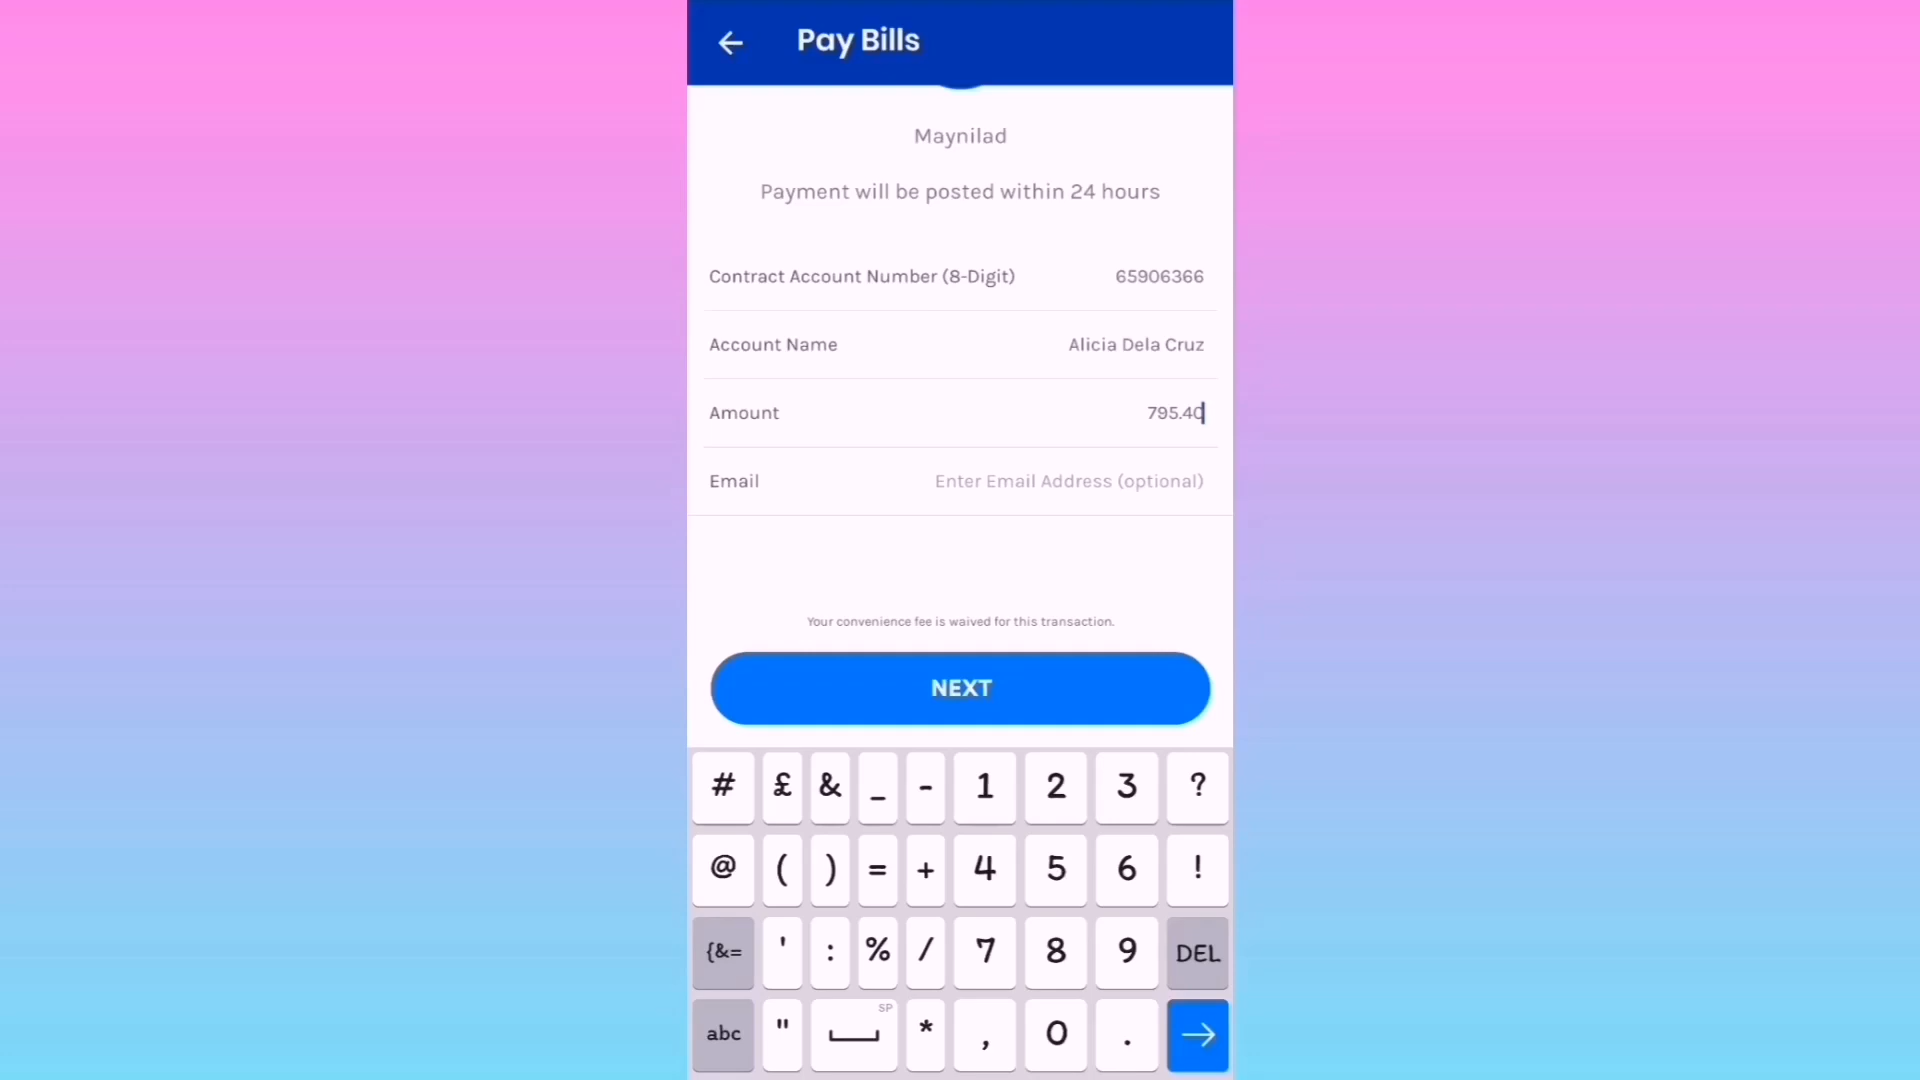 Pay Bills
Maynilad
Payment will be posted within 24 hours
Contract Account Number (8-Digit) 65906366
Account Name Alicia Dela Cruz
Amount 795.40
Email Enter Email Address (optional)
Your convenience fee is waived for this transaction.
NEXT
# £ & _ - 1 2 3 ?
@ ( ) = + 4 5 6 !
{&= ' : % / 7 8 9 DEL
abc " SP * , 0 .